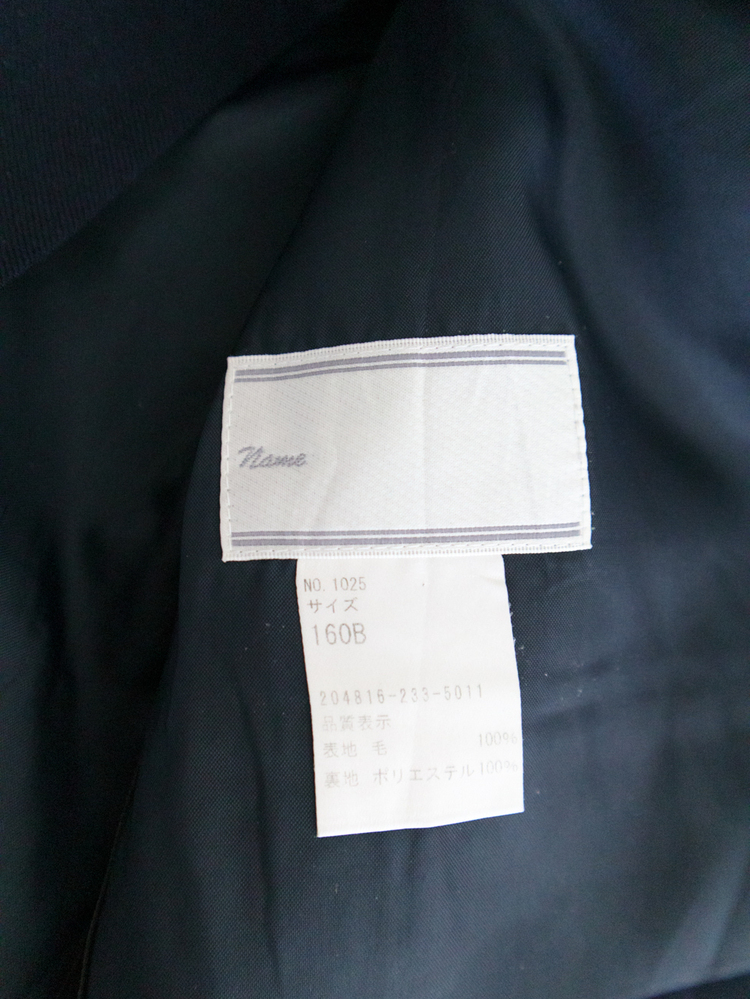 Name
NO. 1025
サイズ
160B
204816-233-5011
品質表示
表地 毛 100%
裏地 ポリエステル100%